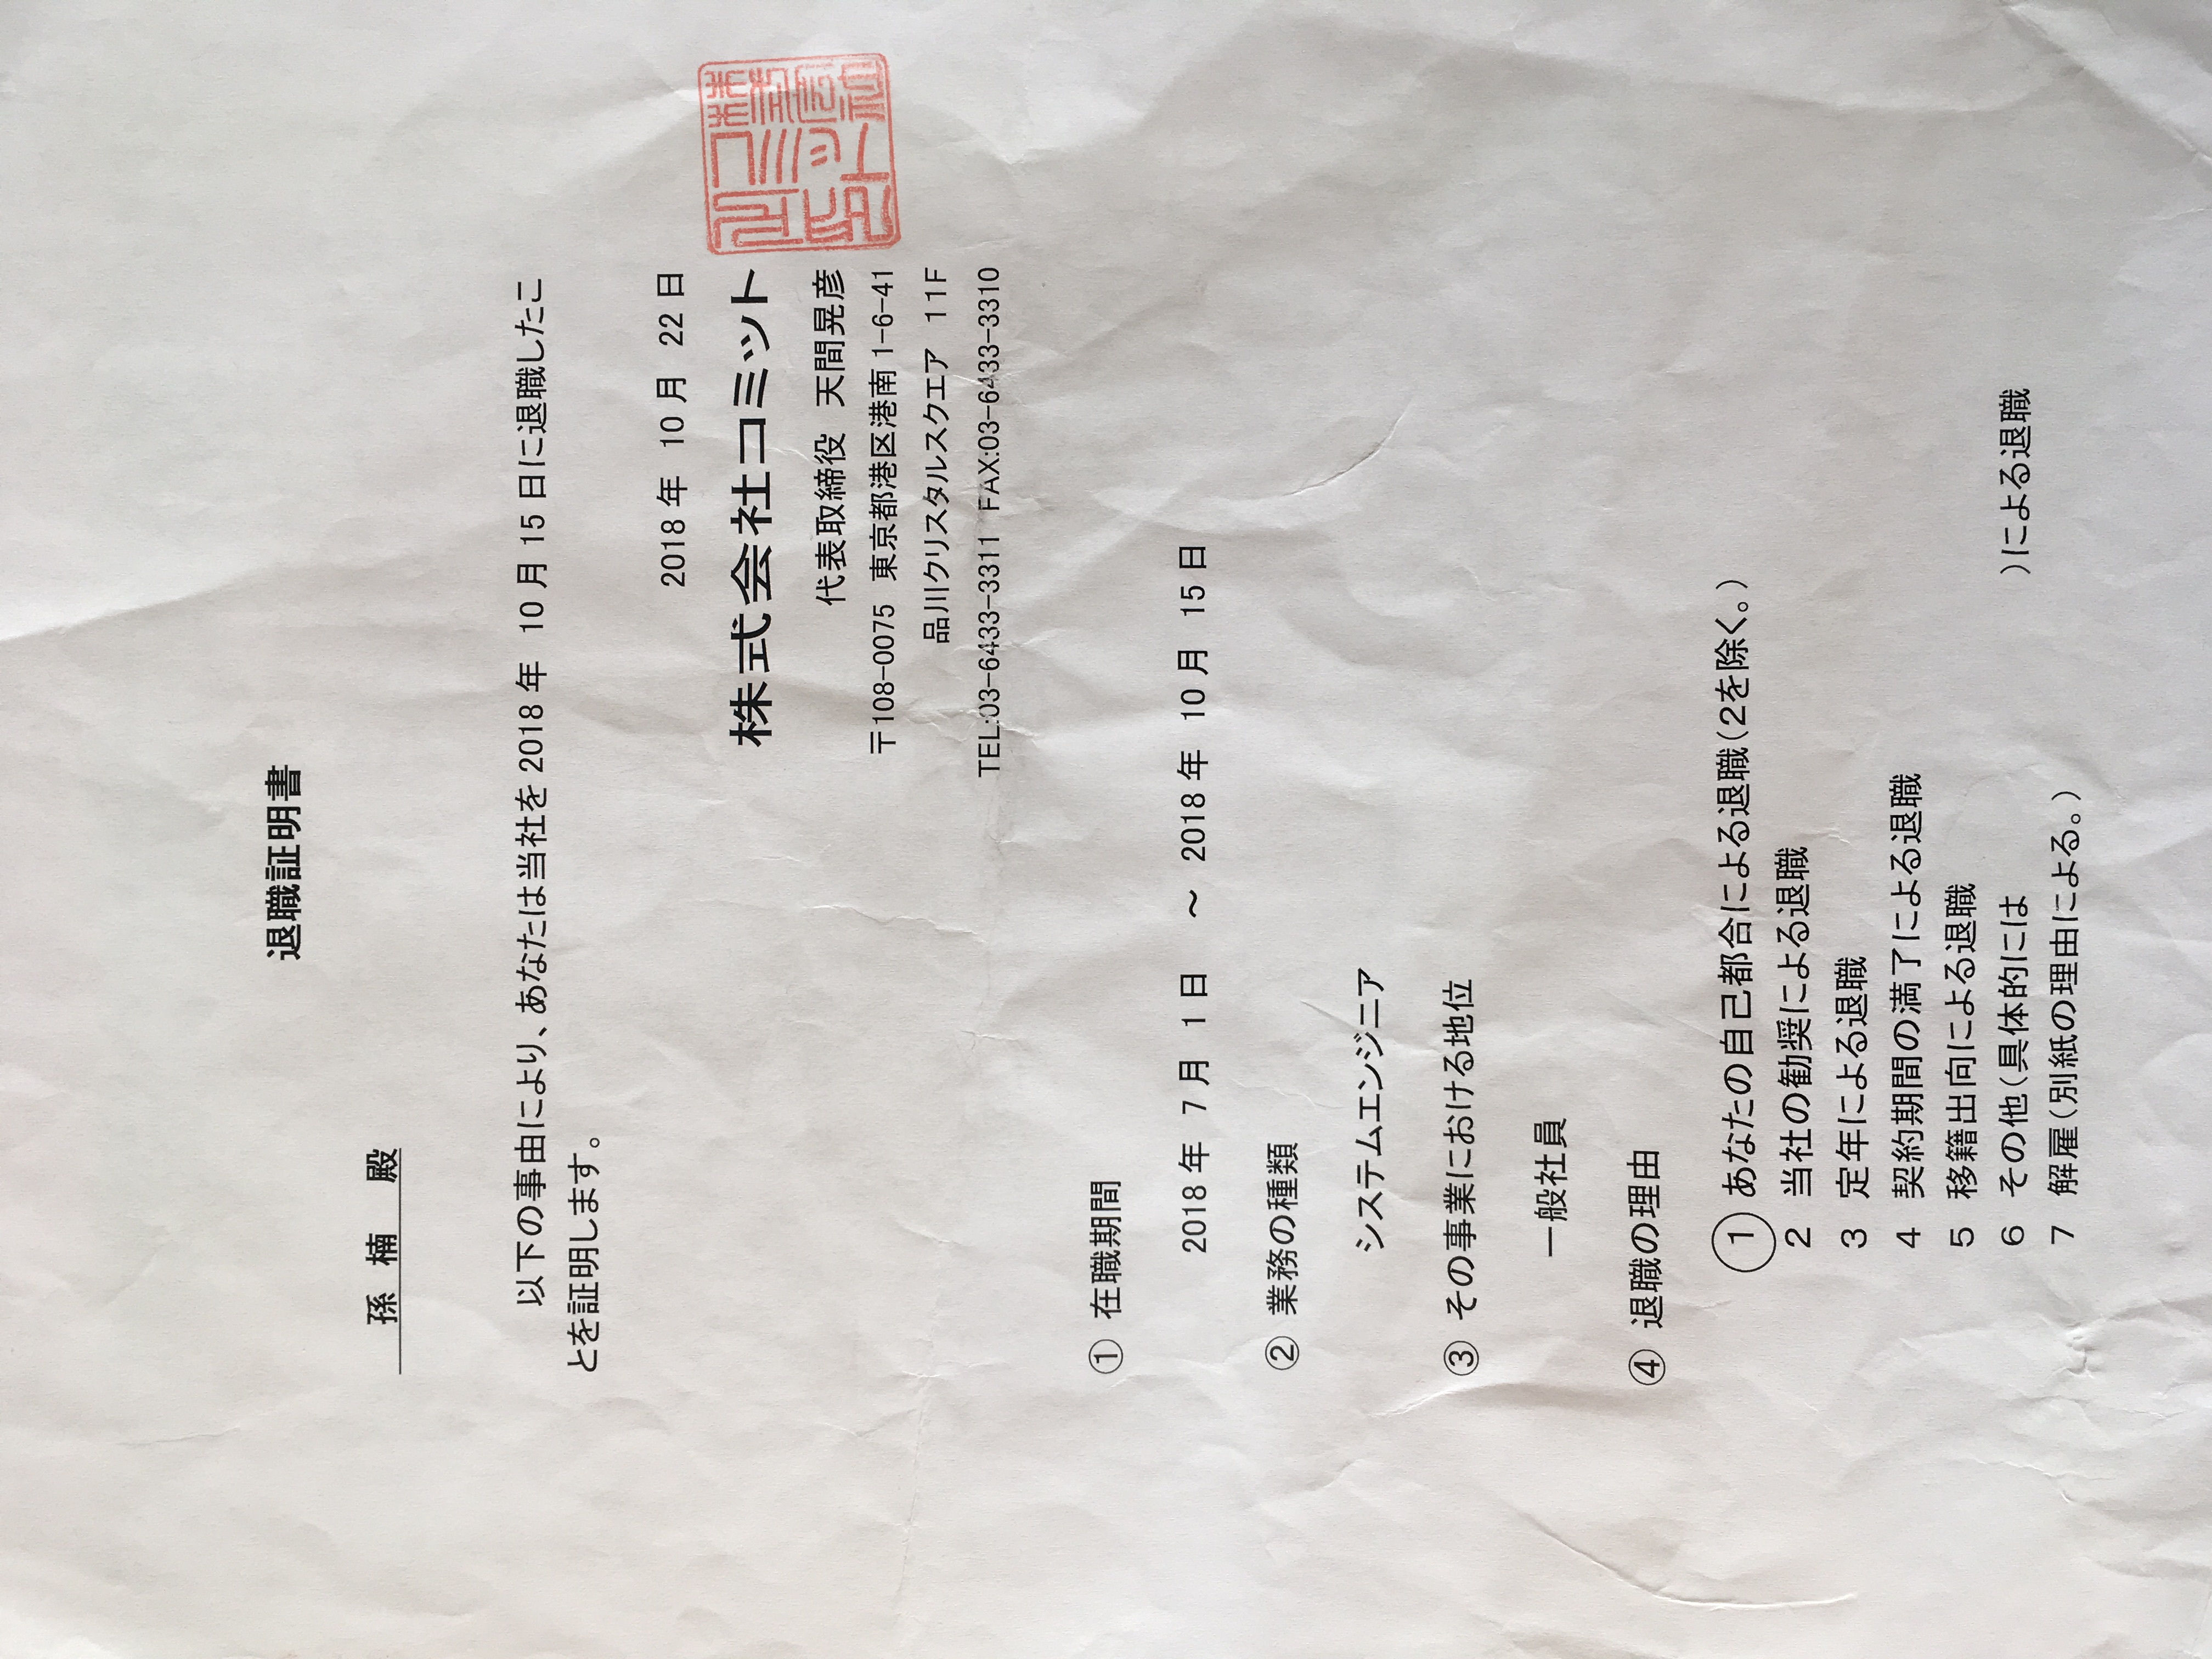 退職証明書
孫 楠 殿
以下の事由により、あなたは当社を 2018 年 10 月 15 日に退職したこ
とを証明します。
2018 年 10 月 22 日
株式会社コミット
代表取締役 天間晃彦
〒108-0075 東京都港区港南 1-6-41
品川クリスタルスクエア 11F
TEL:03-6433-3311 FAX:03-6433-3310
① 在職期間
2018 年 7 月 1 日 ～ 2018 年 10 月 15 日
② 業務の種類
システムエンジニア
③ その事業における地位
一般社員
④ 退職の理由
① あなたの自己都合による退職(2を除く。)
2 当社の勧奨による退職
3 定年による退職
4 契約期間の満了による退職
5 移籍出向による退職
6 その他(具体的には )による退職
7 解雇(別紙の理由による。)